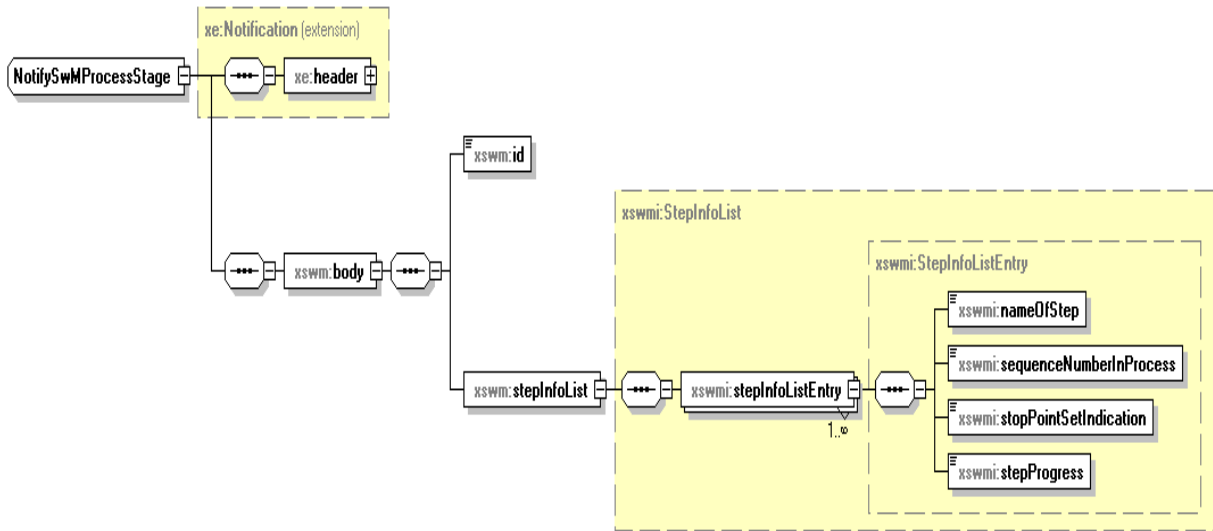 xe:Notification (extension)
NotifySwMProcessStage
xe:header
xswm:id
xswmi:StepInfoList
xswmi:StepInfoListEntry
xswm:body
xswmi:nameOfStep
xswmi:sequenceNumberInProcess
xswm:stepInfoList
xswmi:stepInfoListEntry
1..∞
xswmi:stopPointSetIndication
xswmi:stepProgress